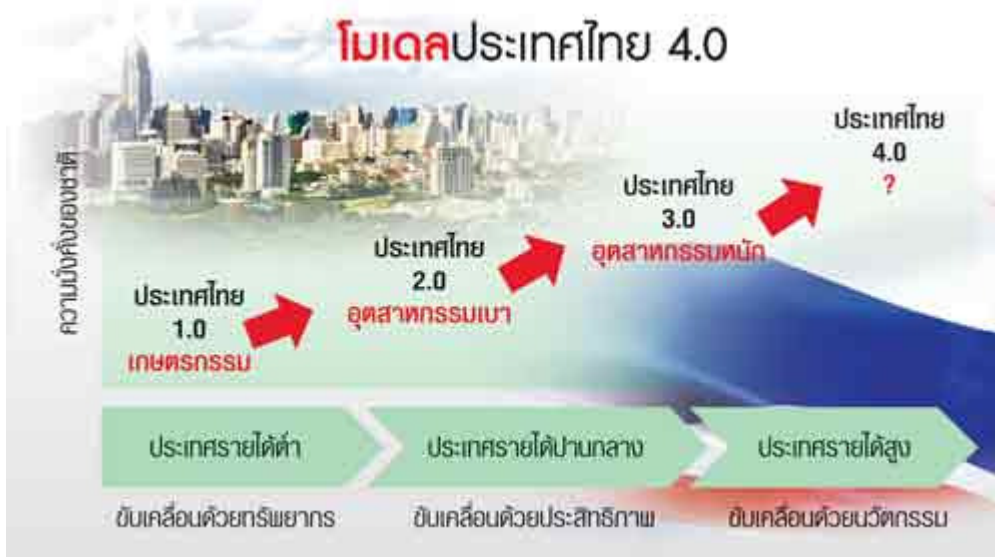 โมเดลประเทศไทย 4.0
ความมั่งคั่งของชาติ
ประเทศไทย
1.0
เกษตรกรรม
ประเทศไทย
2.0
อุตสาหกรรมเบา
ประเทศไทย
3.0
อุตสาหกรรมหนัก
ประเทศไทย
4.0
?
ประเทศรายได้ต่ำ
ประเทศรายได้ปานกลาง
ประเทศรายได้สูง
ขับเคลื่อนด้วยทรัพยากร
ขับเคลื่อนด้วยประสิทธิภาพ
ขับเคลื่อนด้วยนวัตกรรม